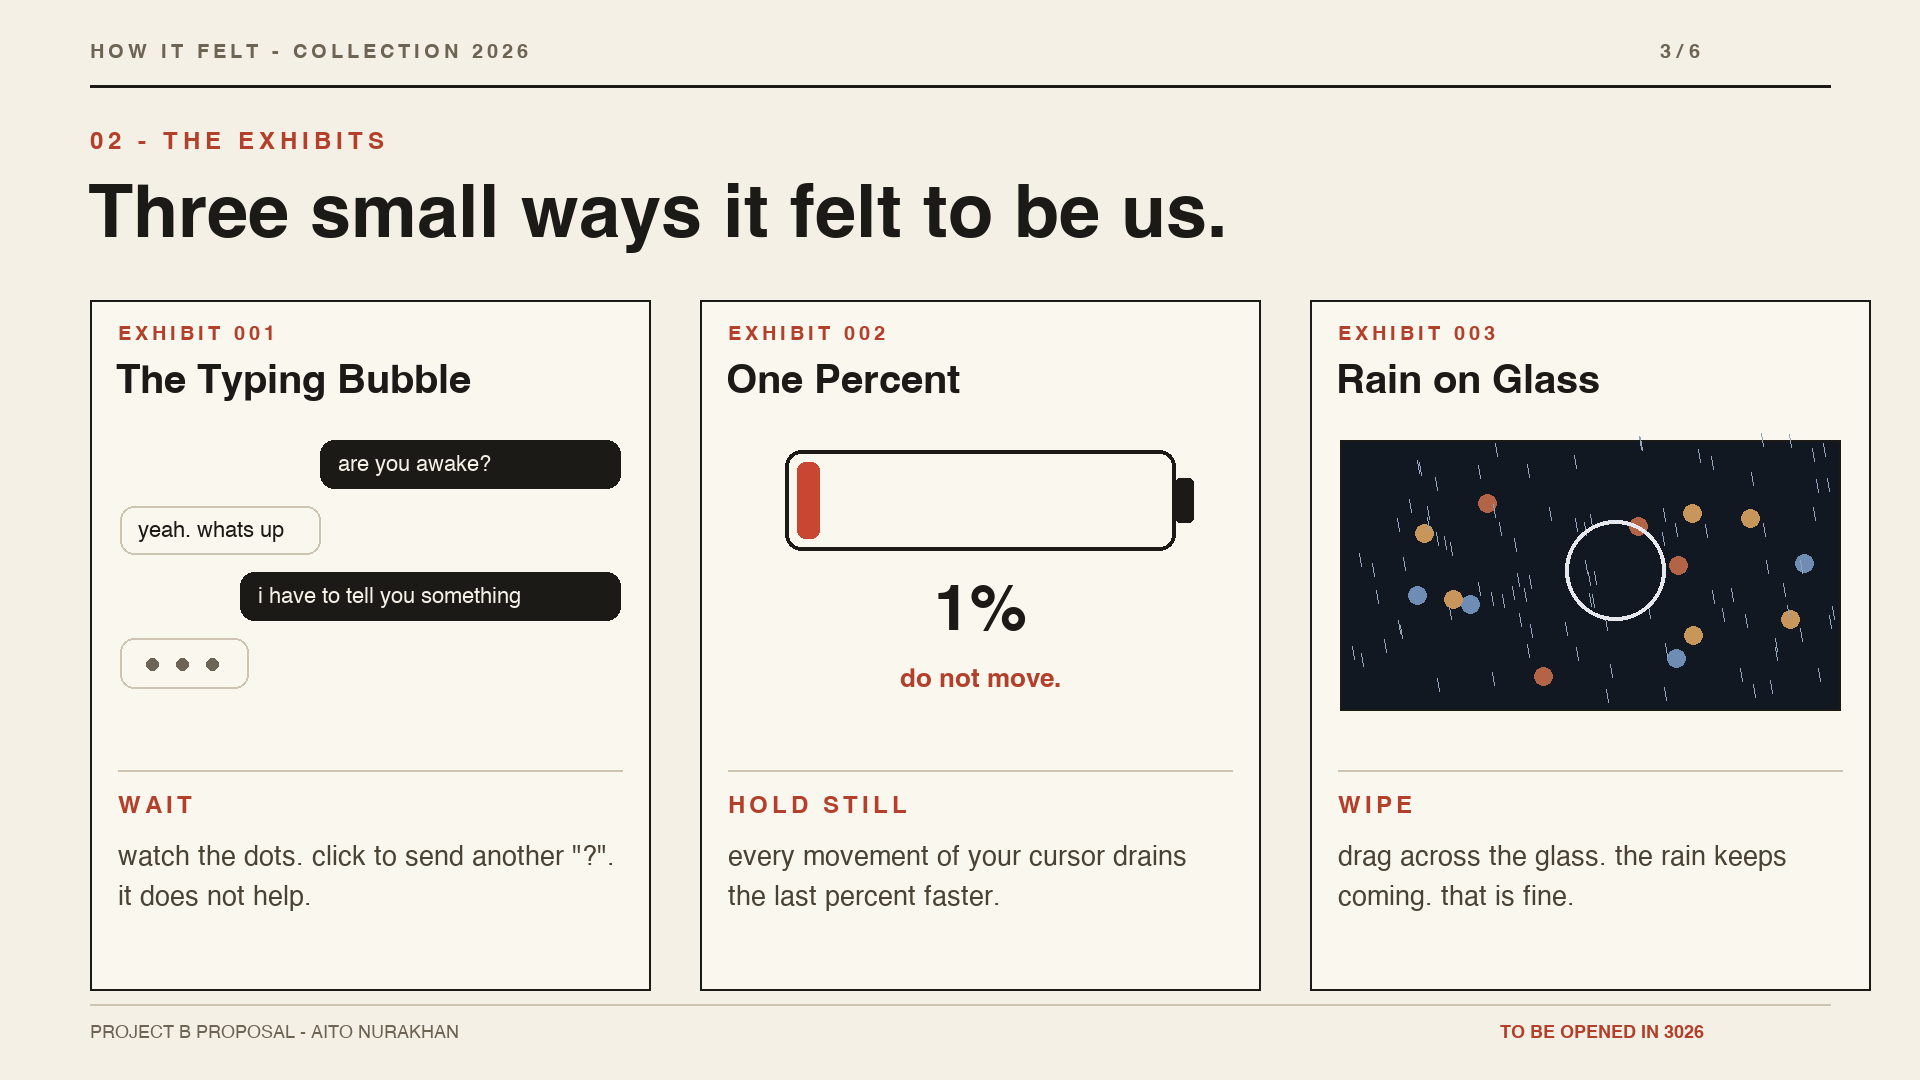 HOW IT FELT - COLLECTION 2026
3/6
02 - THE EXHIBITS
Three small ways it felt to be us.
EXHIBIT 001
The Typing Bubble
are you awake?
yeah. whats up
i have to tell you something
WAIT
watch the dots. click to send another "?".
it does not help.
EXHIBIT 002
One Percent
1%
do not move.
HOLD STILL
every movement of your cursor drains
the last percent faster.
EXHIBIT 003
Rain on Glass
WIPE
drag across the glass. the rain keeps
coming. that is fine.
PROJECT B PROPOSAL - AITO NURAKHAN
TO BE OPENED IN 3026